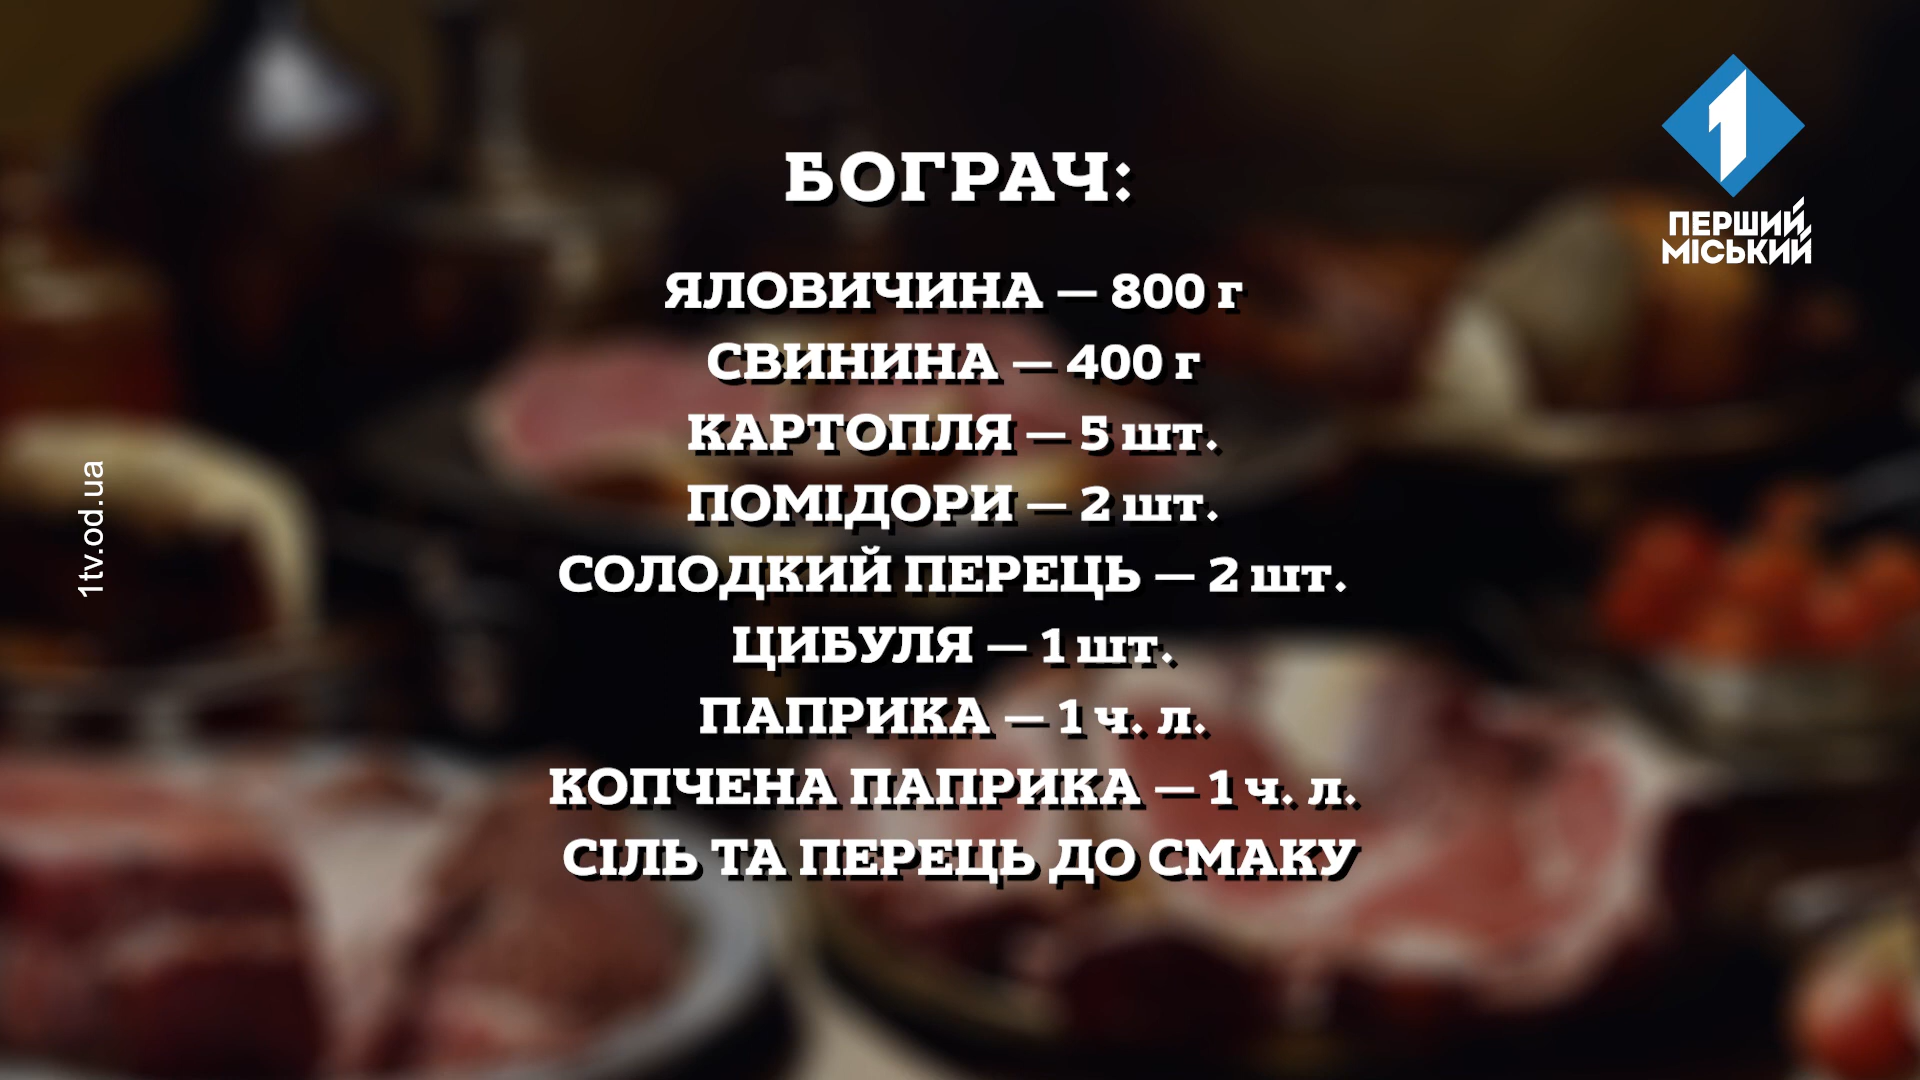 БОГРАЧ:
ЯЛОВИЧИНА — 800 г
СВИНИНА — 400 г
КАРТОПЛЯ — 5 шт.
ПОМІДОРИ — 2 шт.
СОЛОДКИЙ ПЕРЕЦЬ — 2 шт.
ЦИБУЛЯ — 1 шт.
ПАПРИКА — 1 ч. л.
КОПЧЕНА ПАПРИКА — 1 ч. л.
СІЛЬ ТА ПЕРЕЦЬ ДО СМАКУ
1
ПЕРШИЙ
МІСЬКИЙ
1tv.od.ua